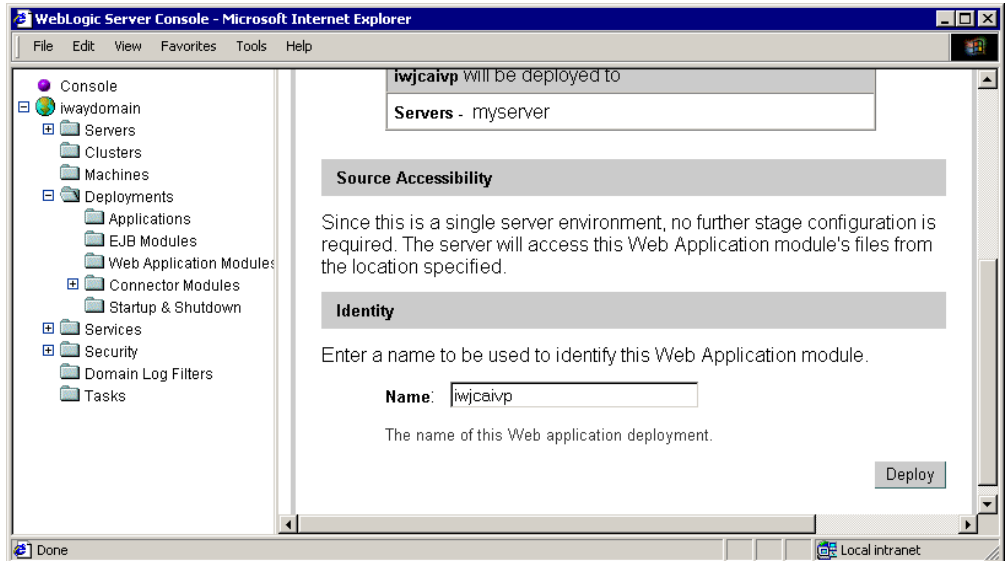 WebLogic Server Console - Microsoft Internet Explorer
File Edit View Favorites Tools Help
Console
iwaydomain
Servers
Clusters
Machines
Deployments
Applications
EJB Modules
Web Application Modules
Connector Modules
Startup & Shutdown
Services
Security
Domain Log Filters
Tasks
iwjcaivp will be deployed to
Servers - myserver
Source Accessibility
Since this is a single server environment, no further stage configuration is
required. The server will access this Web Application module's files from
the location specified.
Identity
Enter a name to be used to identify this Web Application module.
Name: iwjcaivp
The name of this Web application deployment.
Deploy
Done
Local intranet